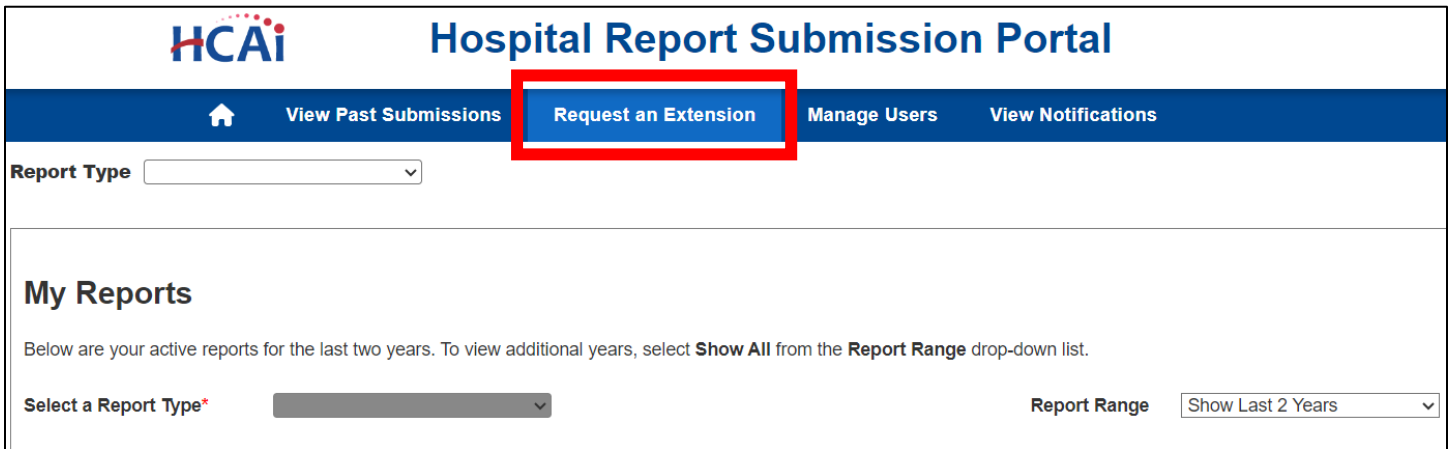 HCAi Hospital Report Submission Portal
View Past Submissions Request an Extension Manage Users View Notifications
Report Type
My Reports
Below are your active reports for the last two years. To view additional years, select Show All from the Report Range drop-down list.
Select a Report Type* Report Range Show Last 2 Years